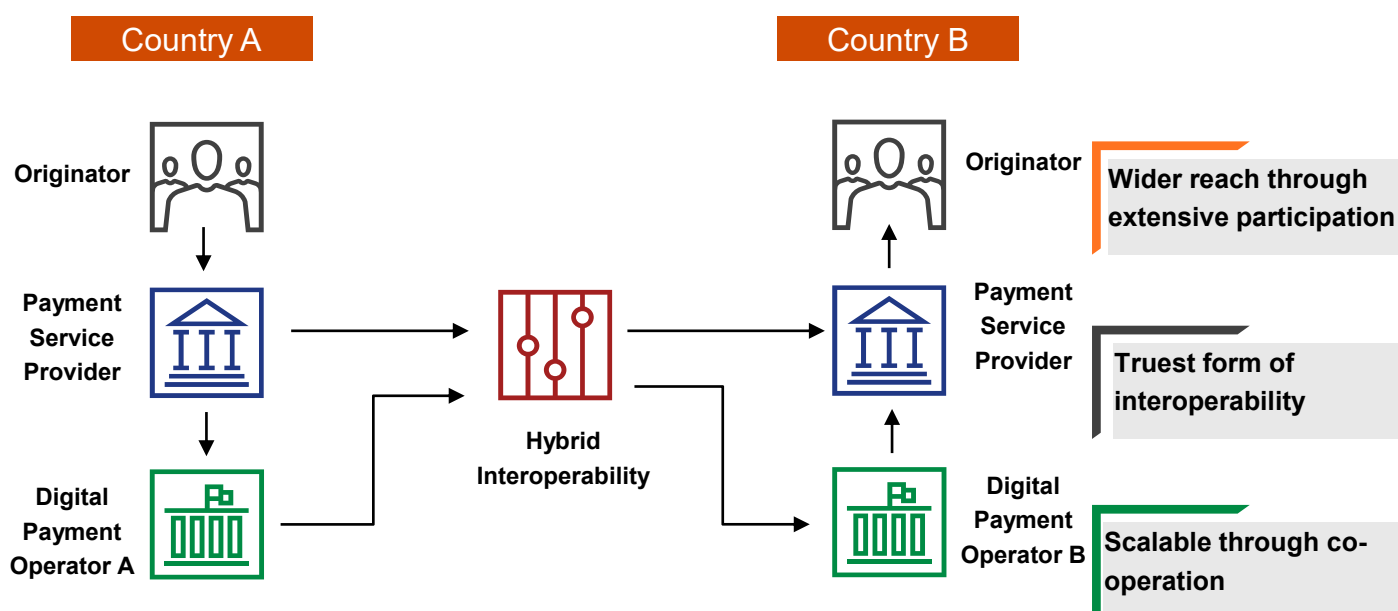 Country A
Country B
Originator
Originator
Wider reach through
extensive participation
Payment
Service
Provider
Payment
Service
Provider
Truest form of
interoperability
Hybrid
Interoperability
Digital
Payment
Operator A
Digital
Payment
Operator B
Scalable through co-
operation